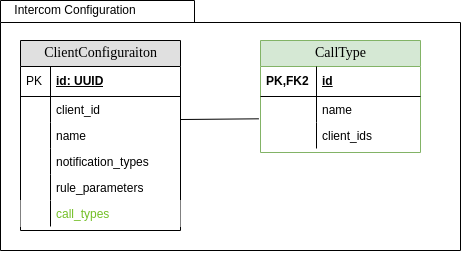 Intercom Configuration
ClientConfiguraiton
PK id: UUID
client_id
name
notification_types
rule_parameters
call_types
CallType
PK,FK2 id
name
client_ids